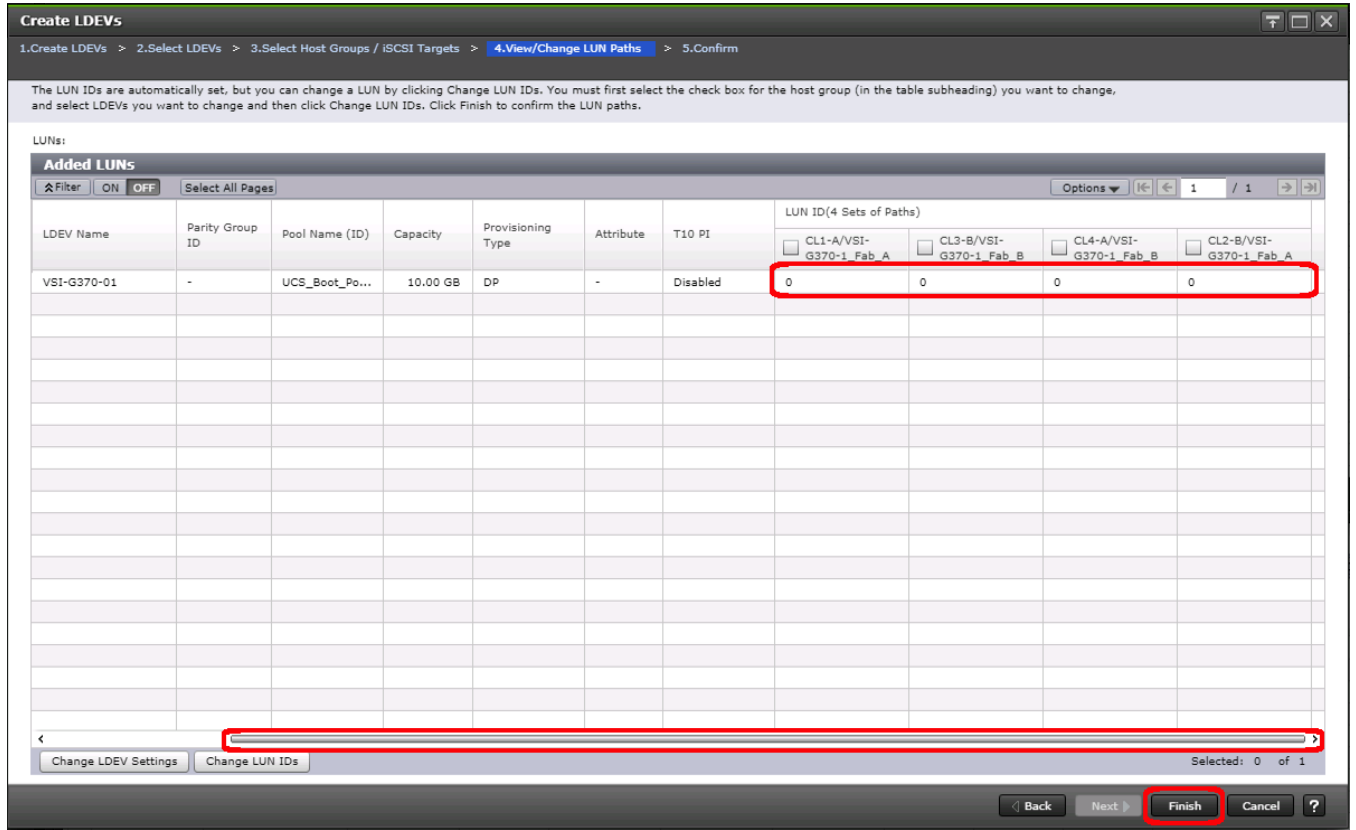 Create LDEVs
1.Create LDEVs > 2.Select LDEVs > 3.Select Host Groups / iSCSI Targets > 4.View/Change LUN Paths > 5.Confirm
The LUN IDs are automatically set, but you can change a LUN by clicking Change LUN IDs. You must first select the check box for the host group (in the table subheading) you want to change,
and select LDEVs you want to change and then click Change LUN IDs. Click Finish to confirm the LUN paths.
LUNs:
Added LUNs
Filter ON OFF Select All Pages Options 1 / 1
LUN ID(4 Sets of Paths)
LDEV Name Parity Group Pool Name (ID) Capacity Provisioning Attribute T10 PI CL1-A/VSI- CL3-B/VSI- CL4-A/VSI- CL2-B/VSI-
ID Type G370-1_Fab_A G370-1_Fab_B G370-1_Fab_B G370-1_Fab_A
VSI-G370-01 - UCS_Boot_Po... 10.00 GB DP - Disabled 0 0 0 0
Change LDEV Settings Change LUN IDs Selected: 0 of 1
Back Next Finish Cancel ?